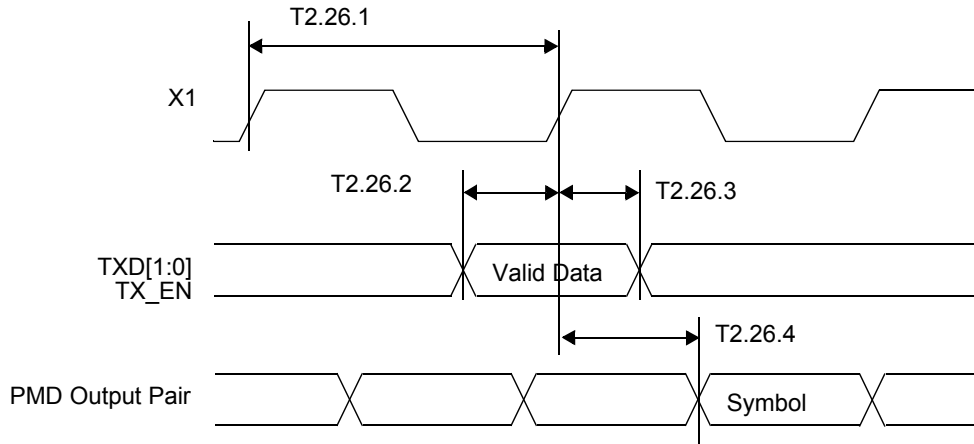 T2.26.1
X1
T2.26.2
T2.26.3
TXD[1:0]
TX_EN
Valid Data
T2.26.4
PMD Output Pair
Symbol